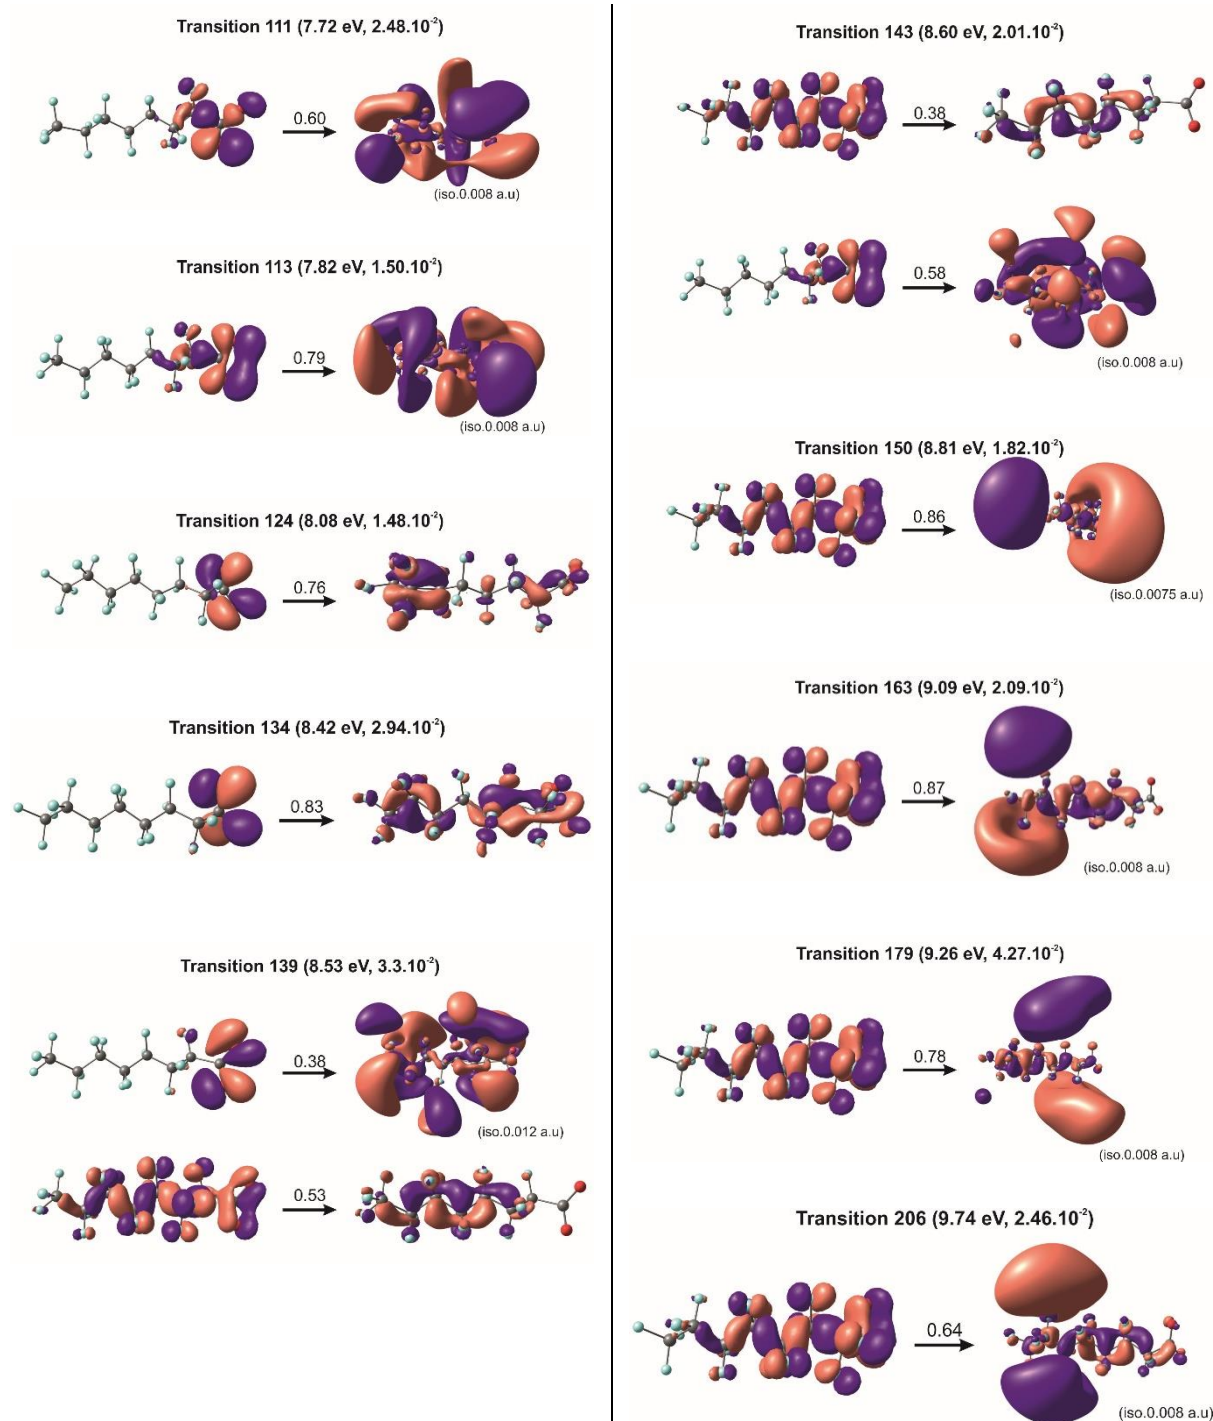 Transition 111 (7.72 eV, 2.48.10⁻²)
0.60
(iso.0.008 a.u)
Transition 113 (7.82 eV, 1.50.10⁻²)
0.79
(iso.0.008 a.u)
Transition 124 (8.08 eV, 1.48.10⁻²)
0.76
Transition 134 (8.42 eV, 2.94.10⁻²)
0.83
Transition 139 (8.53 eV, 3.3.10⁻²)
0.38
(iso.0.012 a.u)
0.53
Transition 143 (8.60 eV, 2.01.10⁻²)
0.38
0.58
(iso.0.008 a.u)
Transition 150 (8.81 eV, 1.82.10⁻²)
0.86
(iso.0.0075 a.u)
Transition 163 (9.09 eV, 2.09.10⁻²)
0.87
(iso.0.008 a.u)
Transition 179 (9.26 eV, 4.27.10⁻²)
0.78
(iso.0.008 a.u)
Transition 206 (9.74 eV, 2.46.10⁻²)
0.64
(iso.0.008 a.u)